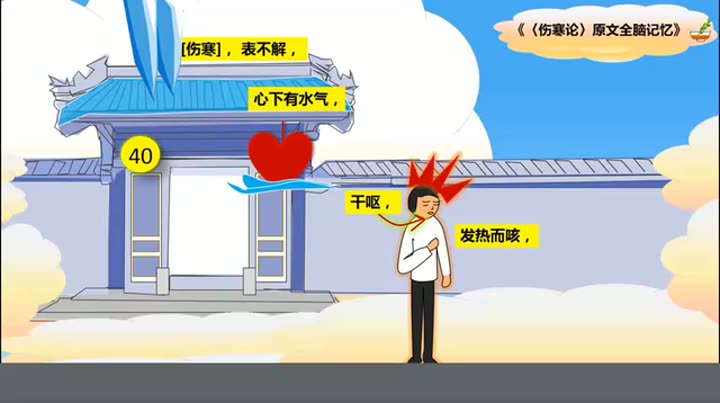 《〈伤寒论〉原文全脑记忆》
[伤寒]，表不解，
心下有水气，
40
干呕，
发热而咳，